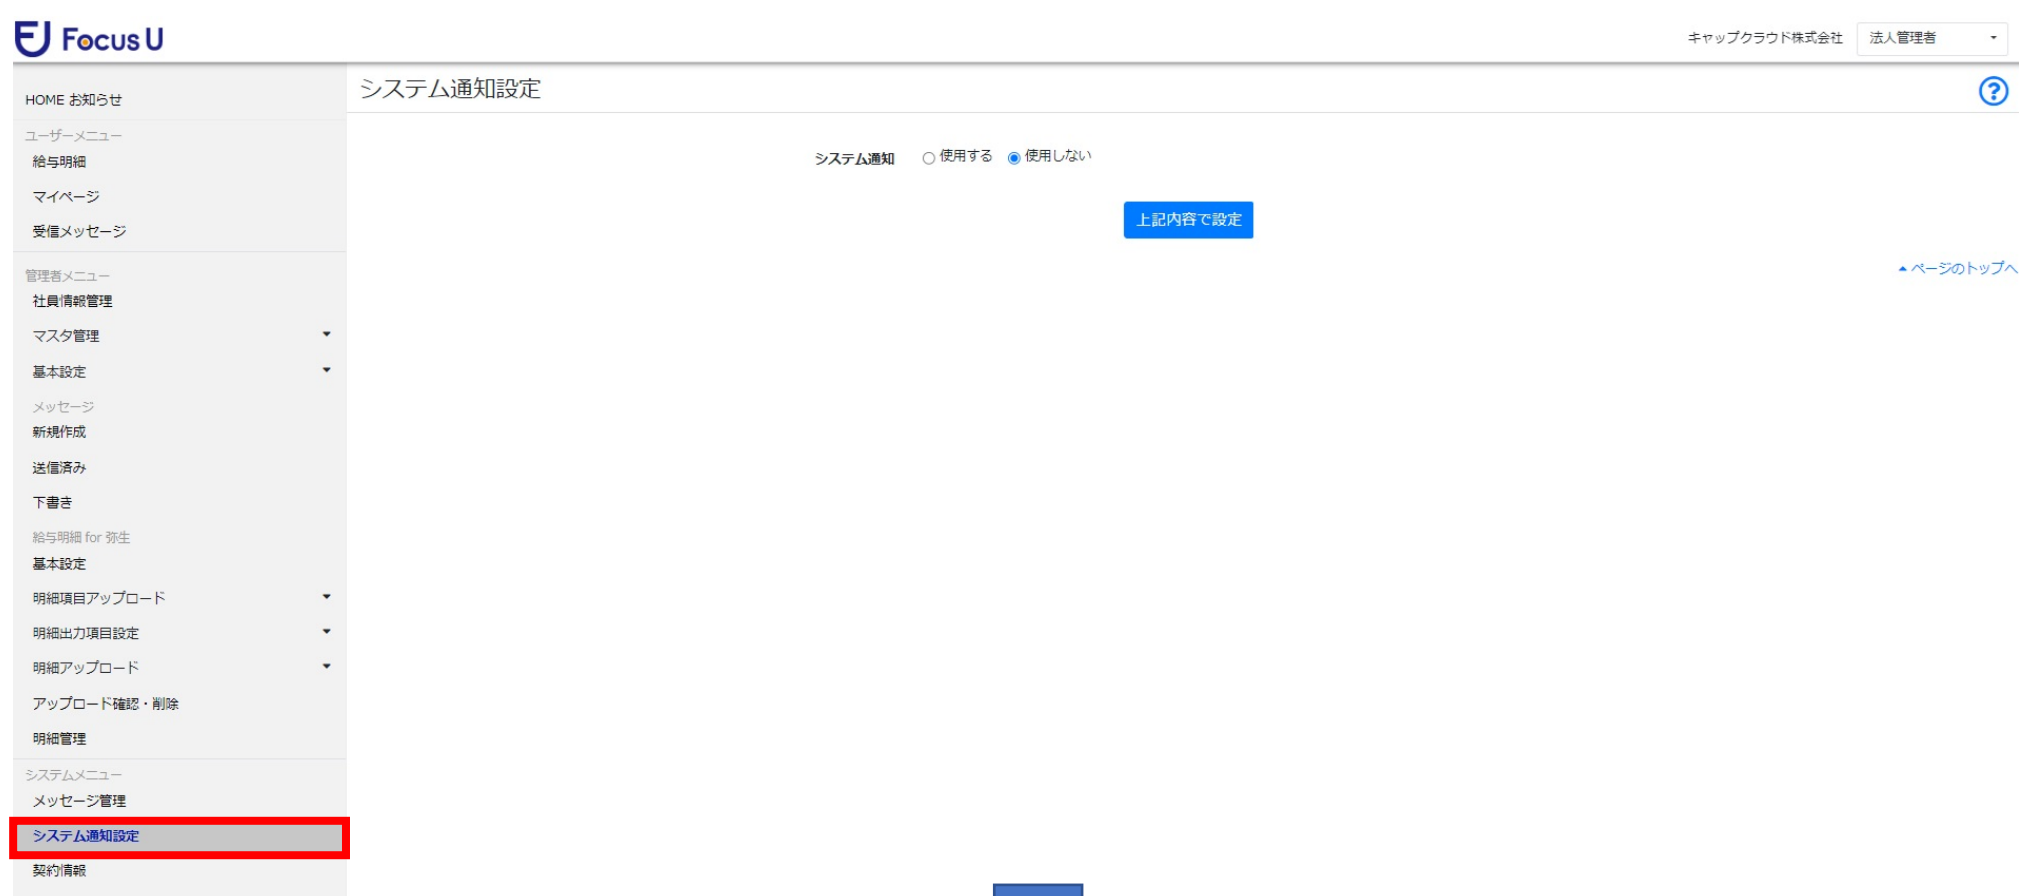 Focus U
キャップクラウド株式会社
法人管理者
HOME お知らせ
ユーザーメニュー
給与明細
マイページ
受信メッセージ
管理者メニュー
社員情報管理
マスタ管理
基本設定
メッセージ
新規作成
送信済み
下書き
給与明細 for 弥生
基本設定
明細項目アップロード
明細出力項目設定
明細アップロード
アップロード確認・削除
明細管理
システムメニュー
メッセージ管理
システム通知設定
契約情報
システム通知設定
システム通知 使用する 使用しない
上記内容で設定
ページのトップへ